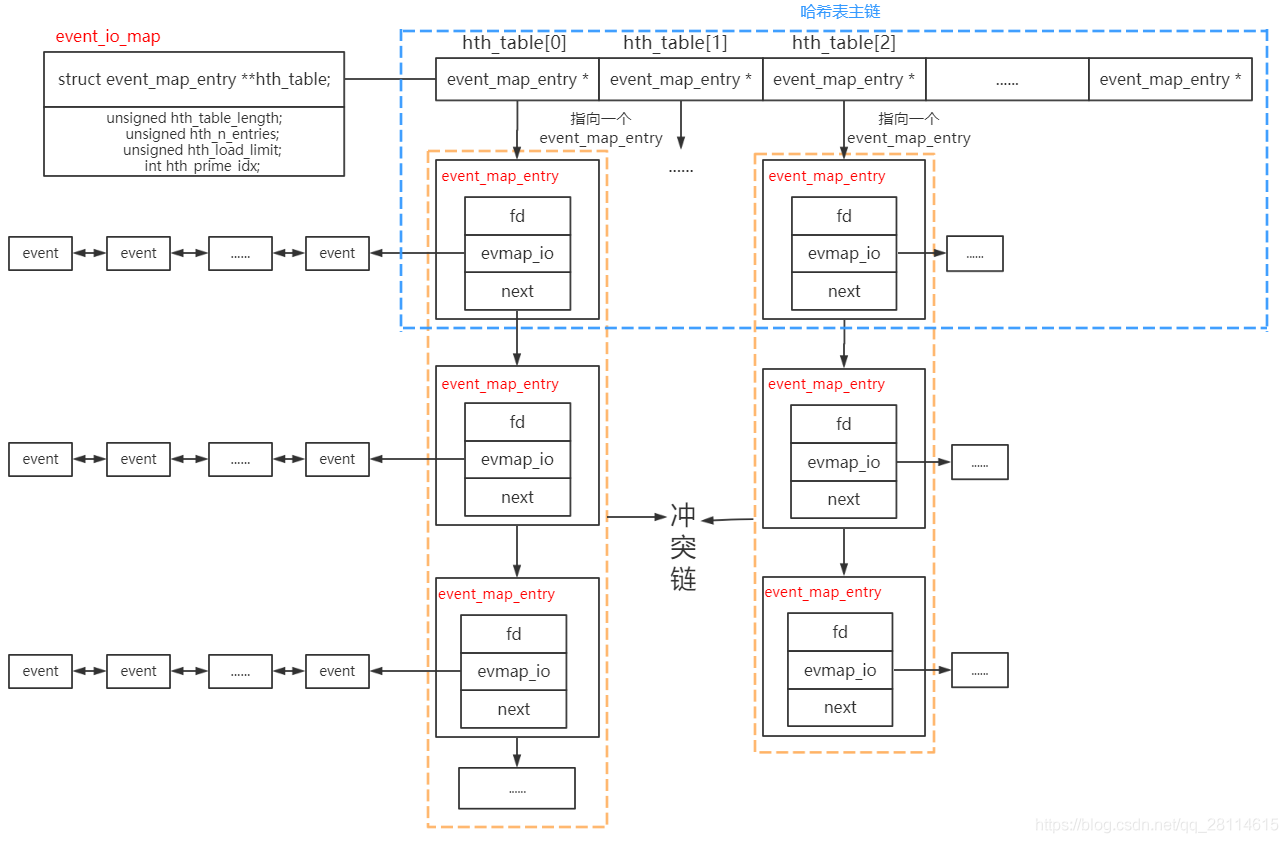 哈希表主链
event_io_map
struct event_map_entry **hth_table;
unsigned hth_table_length;
unsigned hth_n_entries;
unsigned hth_load_limit;
int hth_prime_idx;
hth_table[0]
hth_table[1]
hth_table[2]
event_map_entry *
event_map_entry *
event_map_entry *
......
event_map_entry *
指向一个
event_map_entry
......
指向一个
event_map_entry
event_map_entry
fd
evmap_io
next
event
event
......
event
event_map_entry
fd
evmap_io
next
......
event_map_entry
fd
evmap_io
next
event
event
......
event
event_map_entry
fd
evmap_io
next
......
冲
突
链
event_map_entry
fd
evmap_io
next
event
event
......
event
......
event_map_entry
fd
evmap_io
next
......
https://blog.csdn.net/qq_28114615